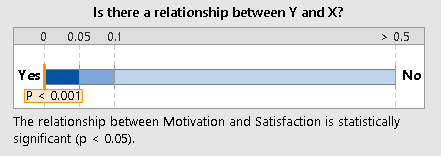 Is there a relationship between Y and X?
0 0.05 0.1 > 0.5
Yes No
P < 0.001
The relationship between Motivation and Satisfaction is statistically
significant (p < 0.05).